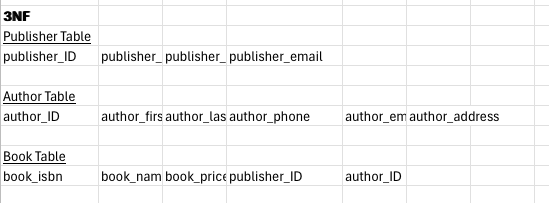 3NF
Publisher Table
publisher_ID publisher_ publisher_ publisher_email
Author Table
author_ID author_firs author_las author_phone author_em author_address
Book Table
book_isbn book_nam book_price publisher_ID author_ID